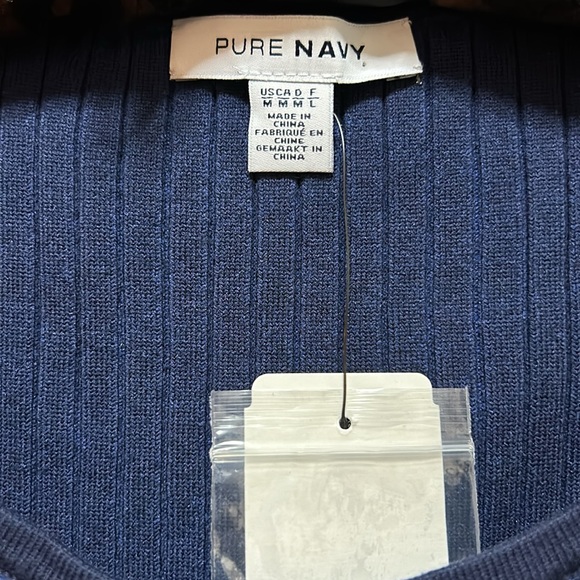 PURE NAVY
US CA D F
M M M L
MADE IN
CHINA
FABRIQUÉ EN
CHINE
GEMAAKT IN
CHINA